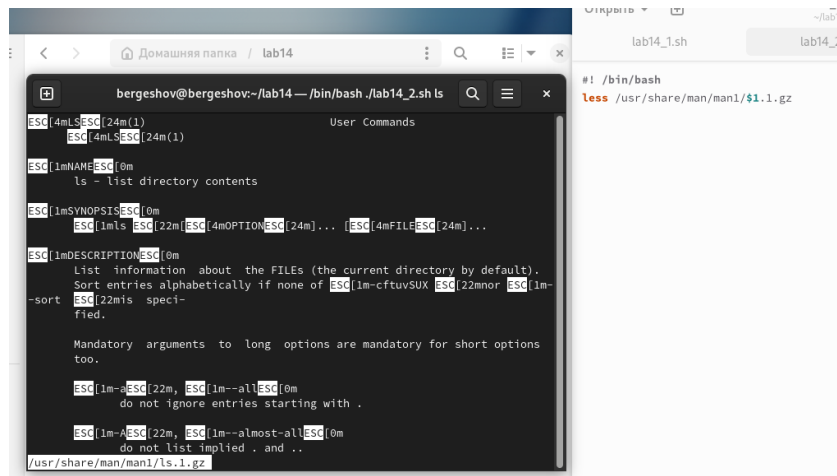 Открыть
~/lab
Домашняя папка / lab14
lab14_1.sh
lab14_2
bergeshov@bergeshov:~/lab14 — /bin/bash ./lab14_2.sh ls
#! /bin/bash
less /usr/share/man/man1/$1.1.gz
ESC[4mLSESC[24m(1) User Commands
ESC[4mLSESC[24m(1)
ESC[1mNAMEESC[0m
ls - list directory contents
ESC[1mSYNOPSISESC[0m
ESC[1mls ESC[22m[ESC[4mOPTIONESC[24m]... [ESC[4mFILEESC[24m]...
ESC[1mDESCRIPTIONESC[0m
List information about the FILEs (the current directory by default).
Sort entries alphabetically if none of ESC[1m-cftuvSUX ESC[22mnor ESC[1m-
-sort ESC[22mis speci-
fied.
Mandatory arguments to long options are mandatory for short options
too.
ESC[1m-aESC[22m, ESC[1m--allESC[0m
do not ignore entries starting with .
ESC[1m-AESC[22m, ESC[1m--almost-allESC[0m
do not list implied . and ..
/usr/share/man/man1/ls.1.gz